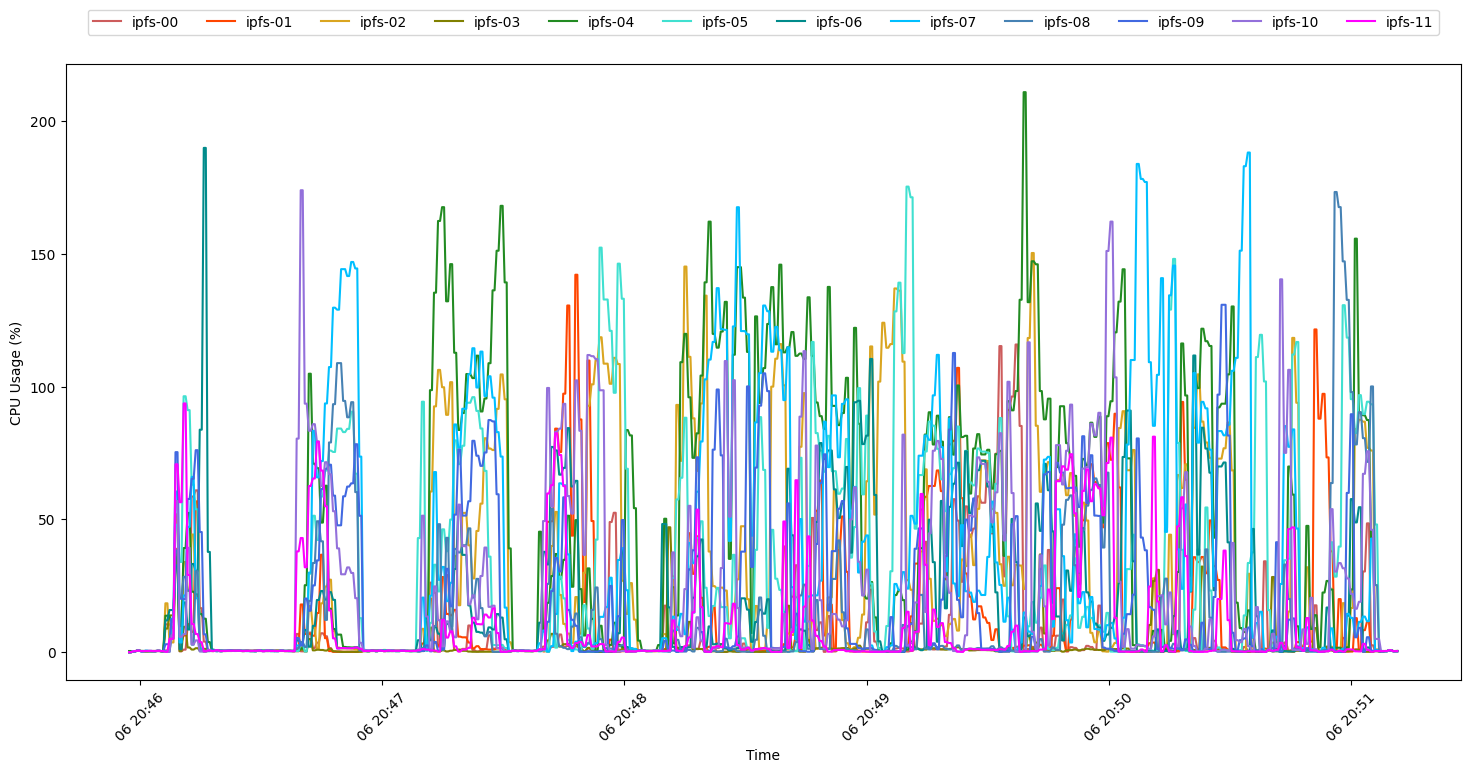 ipfs-00 ipfs-01 ipfs-02 ipfs-03 ipfs-04 ipfs-05 ipfs-06 ipfs-07 ipfs-08 ipfs-09 ipfs-10 ipfs-11
CPU Usage (%)
200
150
100
50
0
06 20:46 06 20:47 06 20:48 06 20:49 06 20:50 06 20:51
Time